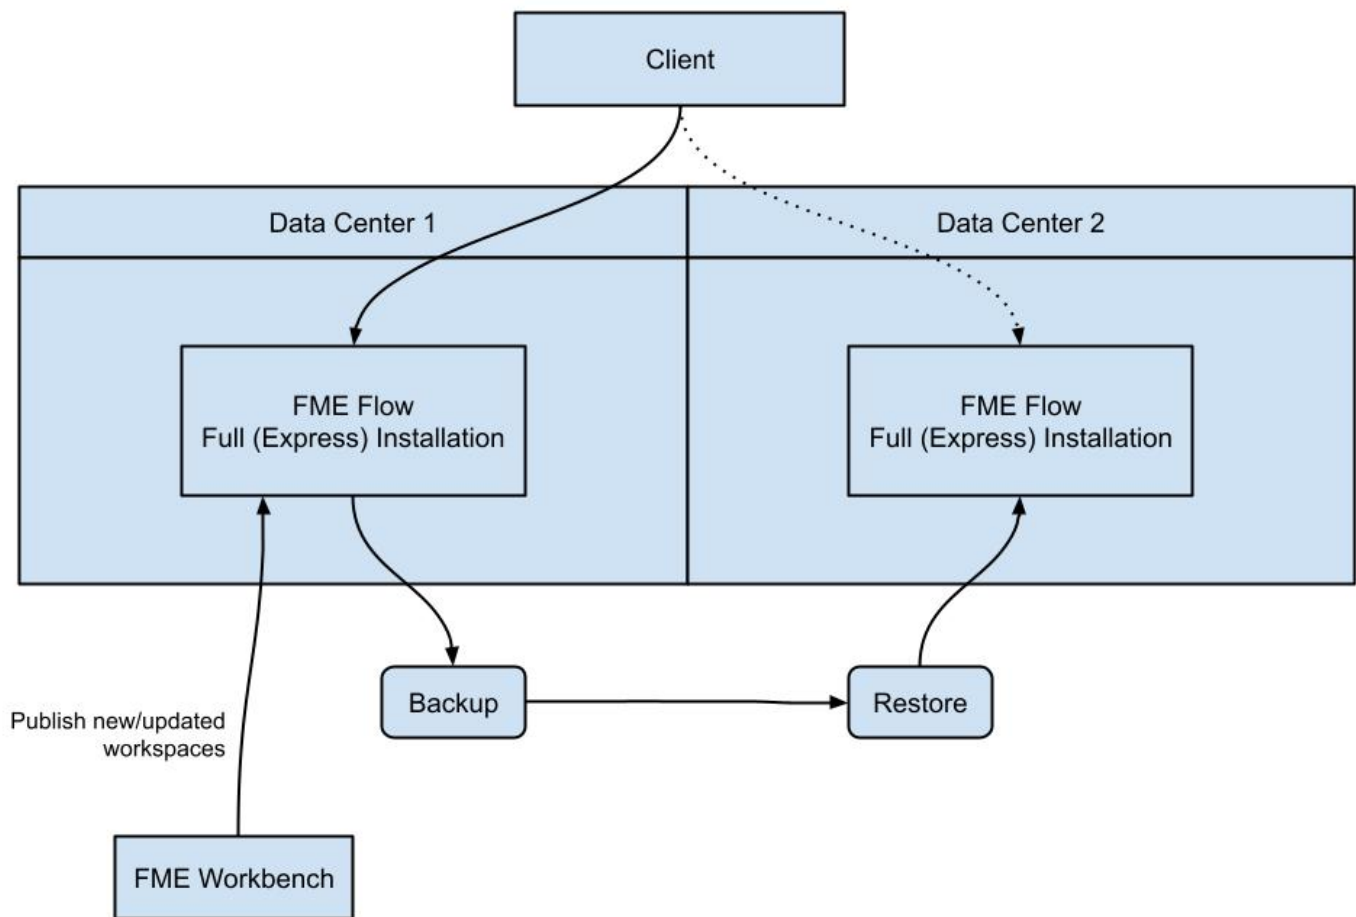 Client
Data Center 1
Data Center 2
FME Flow
Full (Express) Installation
FME Flow
Full (Express) Installation
Backup
Restore
Publish new/updated
workspaces
FME Workbench